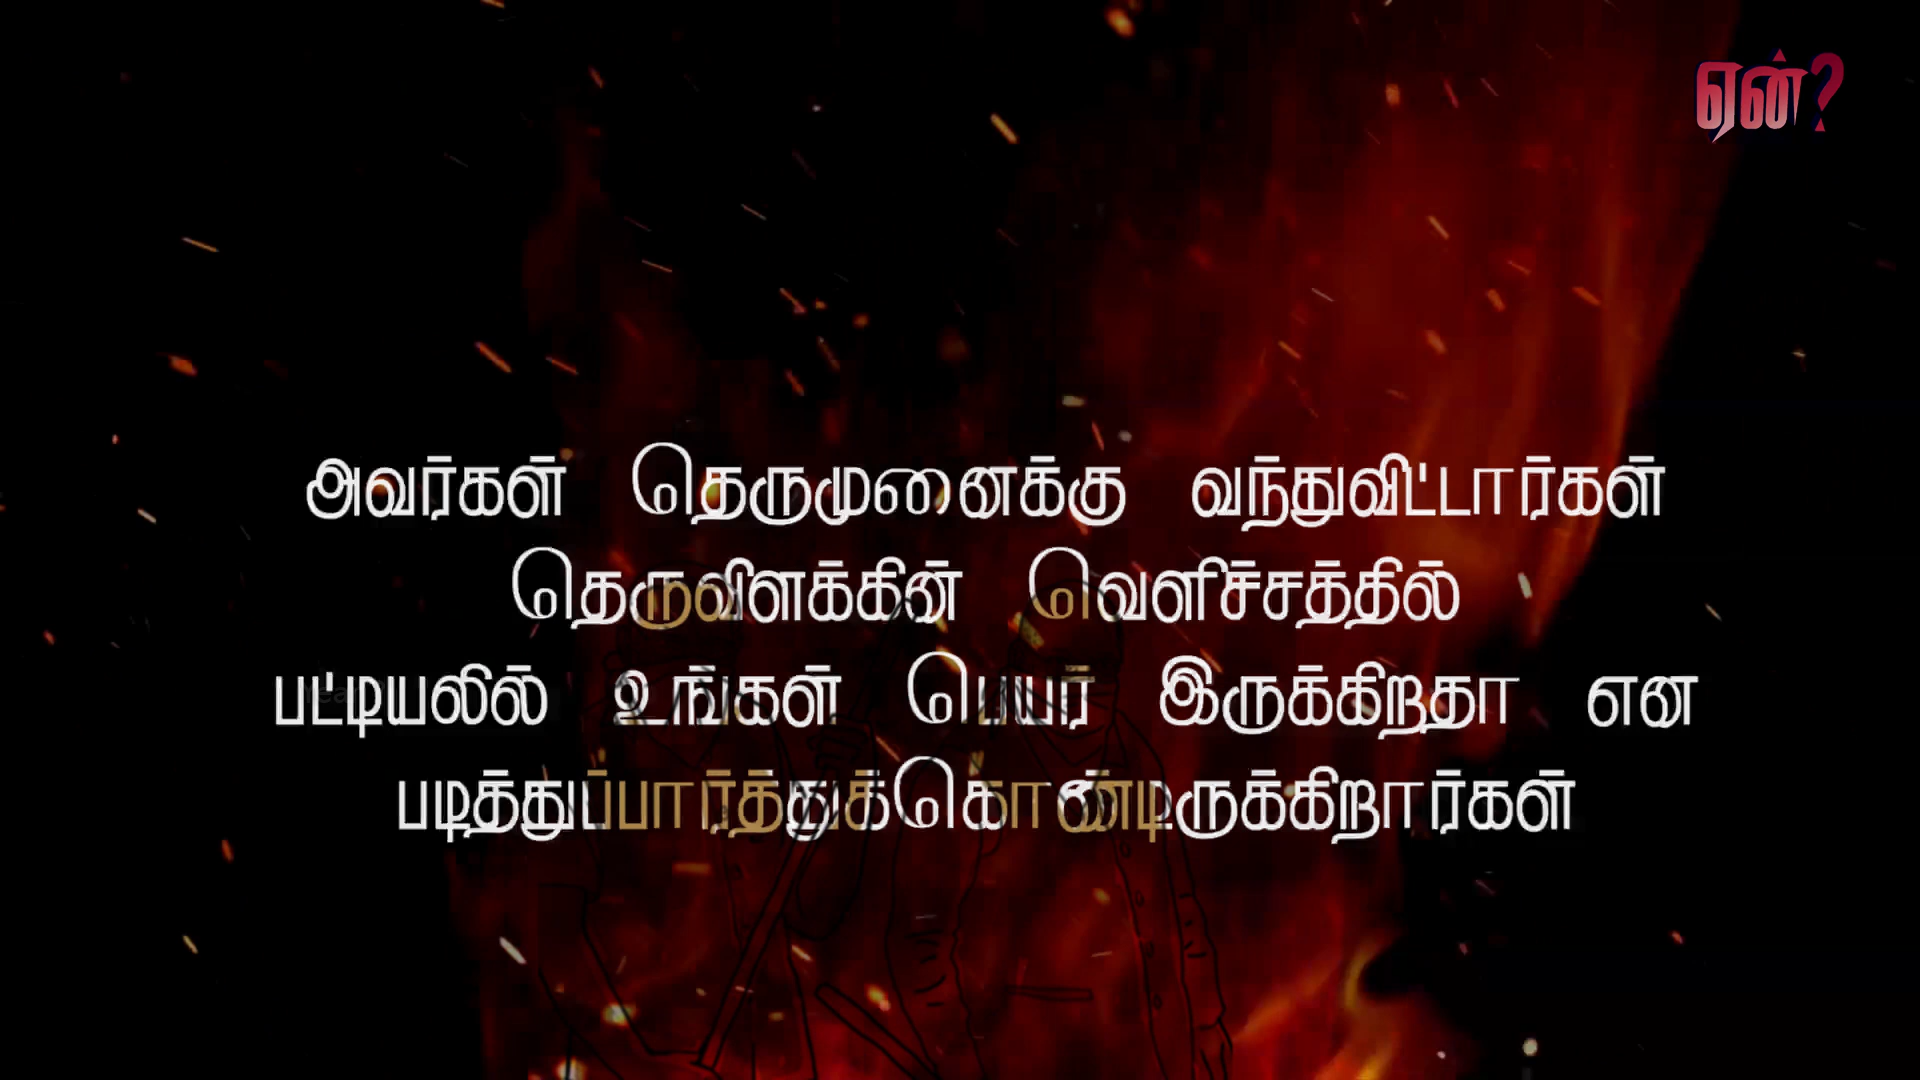 ஏன்?
அவர்கள் தெருமுனைக்கு வந்துவிட்டார்கள்
தெருவிளக்கின் வெளிச்சத்தில்
பட்டியலில் உங்கள் பெயர் இருக்கிறதா என
படித்துப்பார்த்துக்கொண்டிருக்கிறார்கள்